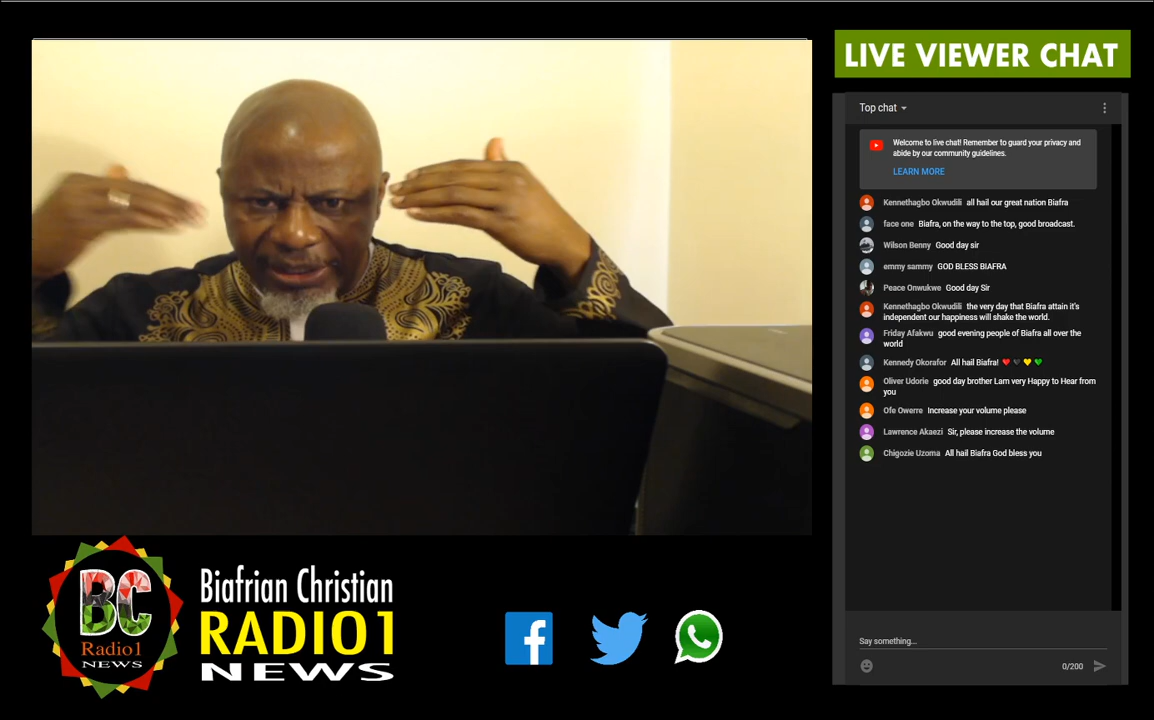 LIVE VIEWER CHAT
Top chat
Welcome to live chat! Remember to guard your privacy and
abide by our community guidelines.
LEARN MORE
Kennethagbo Okwudili all hail our great nation Biafra
face one Biafra, on the way to the top, good broadcast.
Wilson Benny Good day sir
emmy sammy GOD BLESS BIAFRA
Peace Onwukwe Good day Sir
Kennethagbo Okwudili the very day that Biafra attain it's
independent our happiness will shake the world.
Friday Afakwu good evening people of Biafra all over the
world
Kennedy Okorafor All hail Biafra! ❤️ 🖤 💛 💚
Oliver Udorie good day brother Lam very Happy to Hear from
you
Ofe Owerre Increase your volume please
Lawrence Akaezi Sir, please increase the volume
Chigozie Uzoma All hail Biafra God bless you
Say something...
0/200
BC
Radio1
NEWS
Biafrian Christian
RADIO1
NEWS